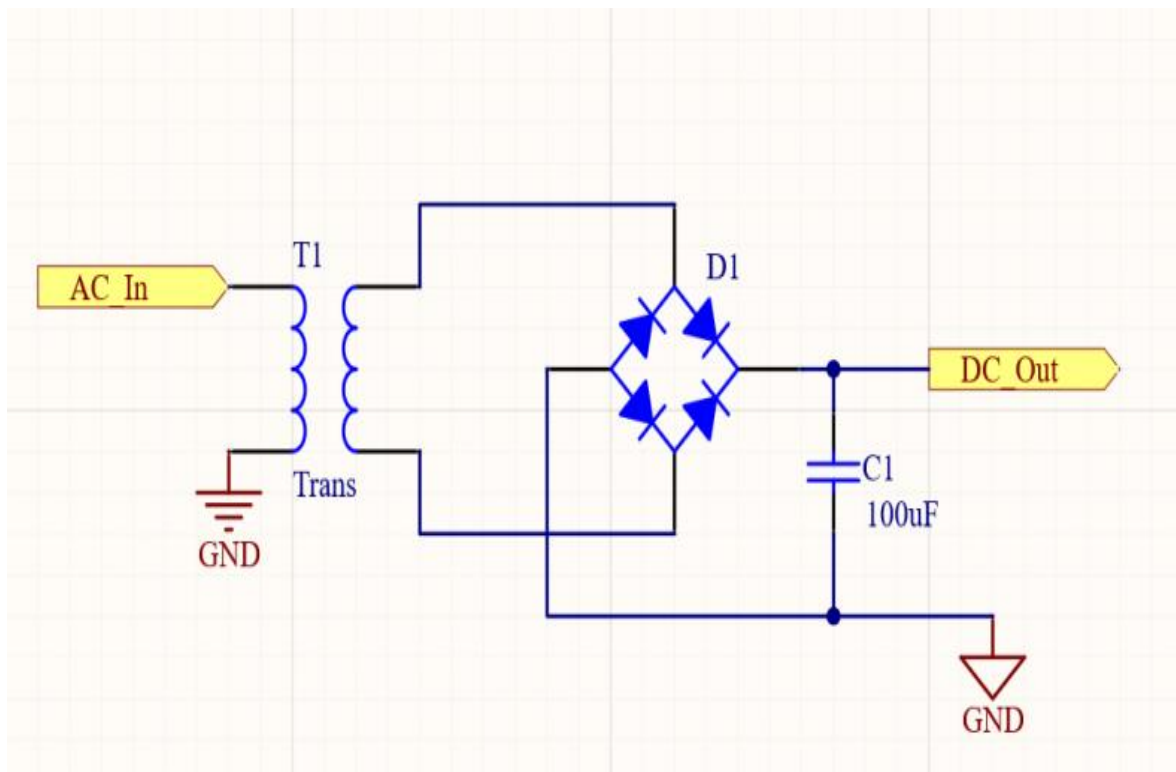 T1
D1
AC_In
DC_Out
C1
Trans
100uF
GND
GND